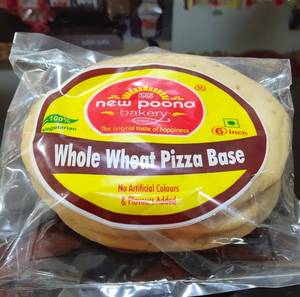 new poona
bakery
The original taste of happiness
®
100%
Vegetarian
6 inch
Whole Wheat Pizza Base
No Artificial Colours
& Flavours Added